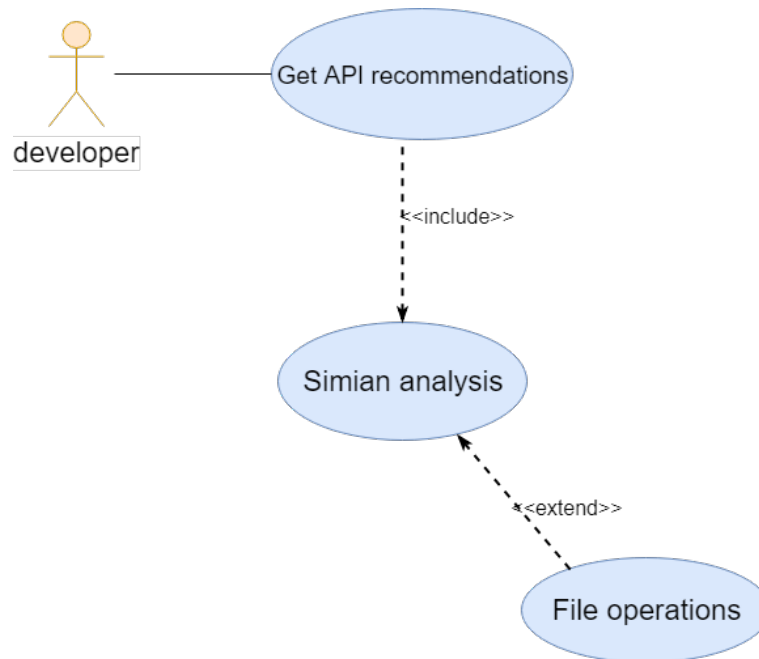 Get API recommendations
developer
<<include>>
Simian analysis
<<extend>>
File operations